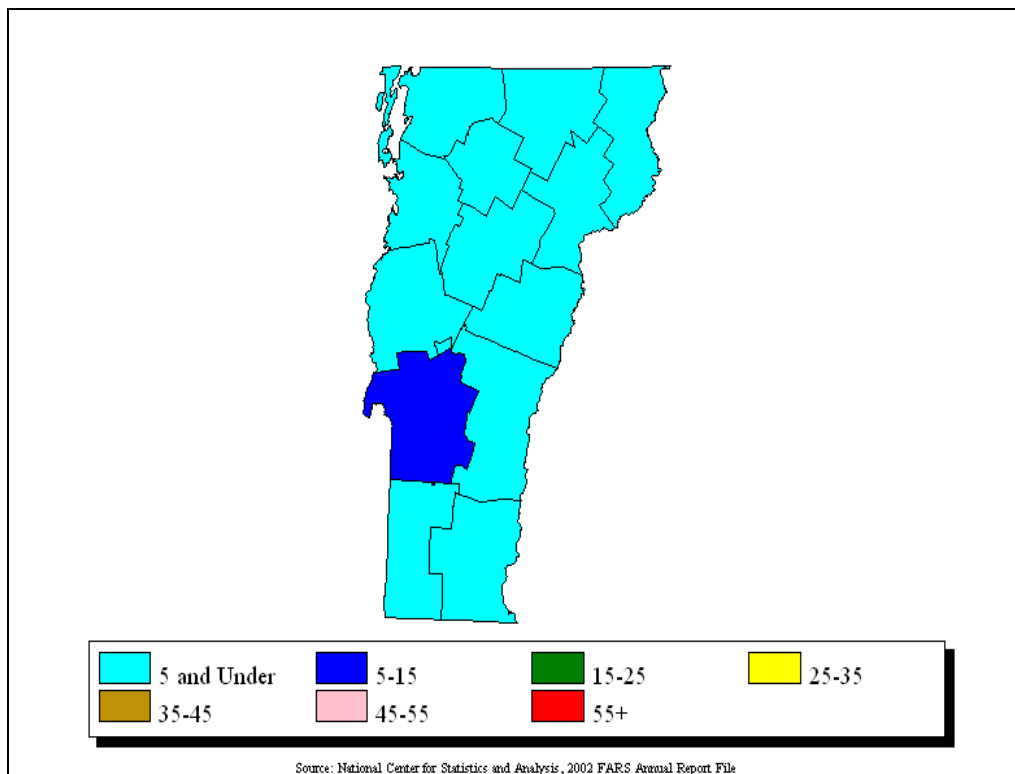 5 and Under 5-15 15-25 25-35
35-45 45-55 55+
Source: National Center for Statistics and Analysis, 2002 FARS Annual Report File